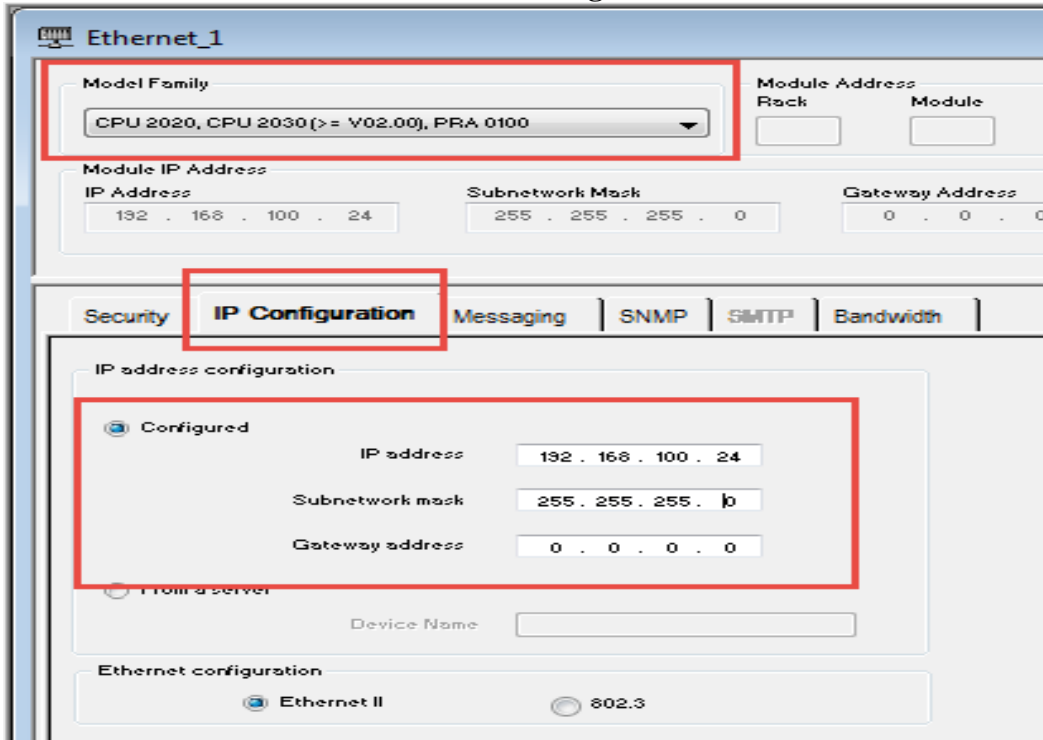 Ethernet_1
Model Family
Module Address
Rack Module
CPU 2020, CPU 2030(>= V02.00), PRA 0100
Module IP Address
IP Address Subnetwork Mask Gateway Address
192 . 168 . 100 . 24 255 . 255 . 255 . 0 0 . 0 . 0
Security IP Configuration Messaging SNMP SMTP Bandwidth
IP address configuration
Configured
IP address 192 . 168 . 100 . 24
Subnetwork mask 255 . 255 . 255 . 0
Gateway address 0 . 0 . 0 . 0
From a server
Device Name
Ethernet configuration
Ethernet II 802.3